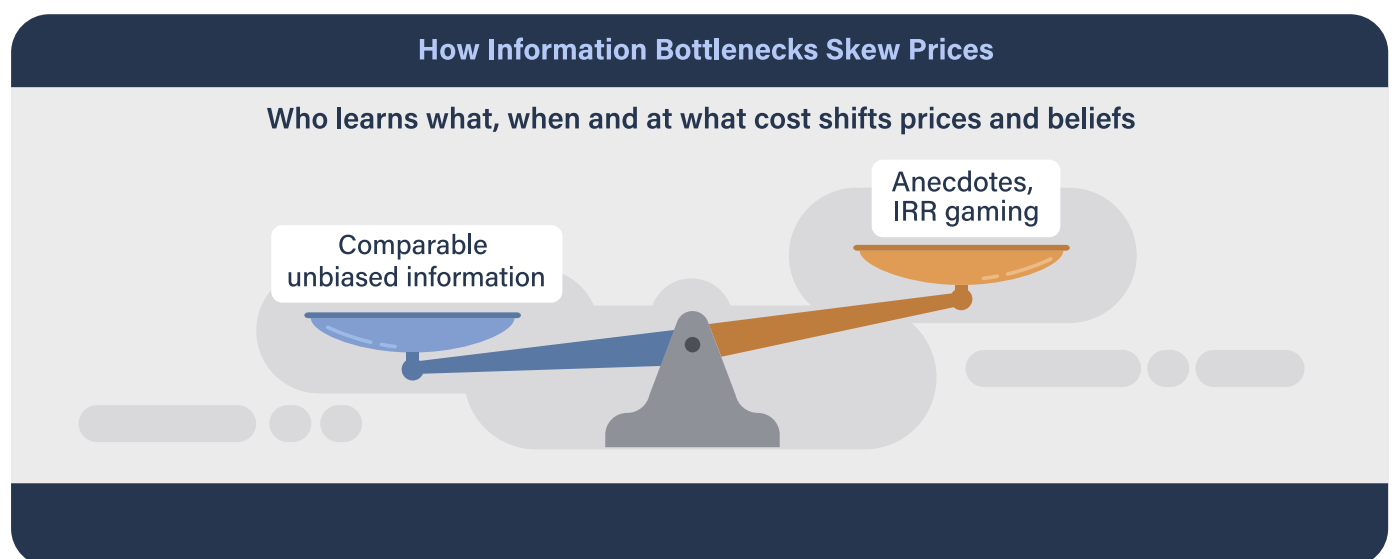 How Information Bottlenecks Skew Prices
Who learns what, when and at what cost shifts prices and beliefs
Anecdotes,
IRR gaming
Comparable
unbiased information